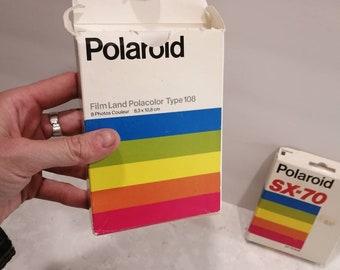 Polaroid
Film Land Polacolor Type 108
8 Photos Couleur 8,3 x 10,8 cm
Polaroid
SX-70